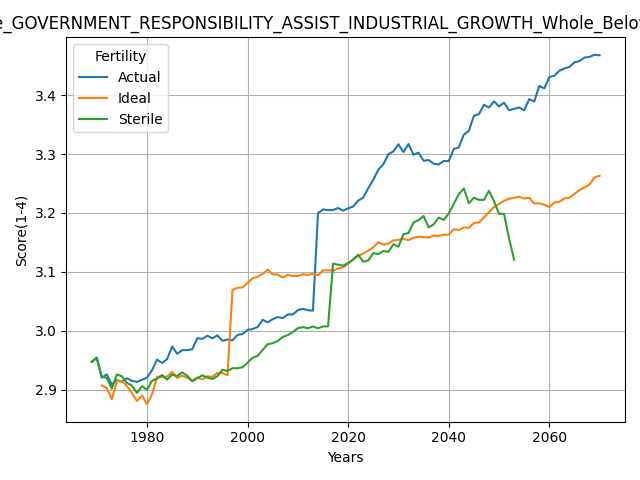 e_GOVERNMENT_RESPONSIBILITY_ASSIST_INDUSTRIAL_GROWTH_Whole_Belo
Fertility
Actual
Ideal
Sterile
Score(1-4)
3.4
3.3
3.2
3.1
3.0
2.9
1980 2000 2020 2040 2060
Years